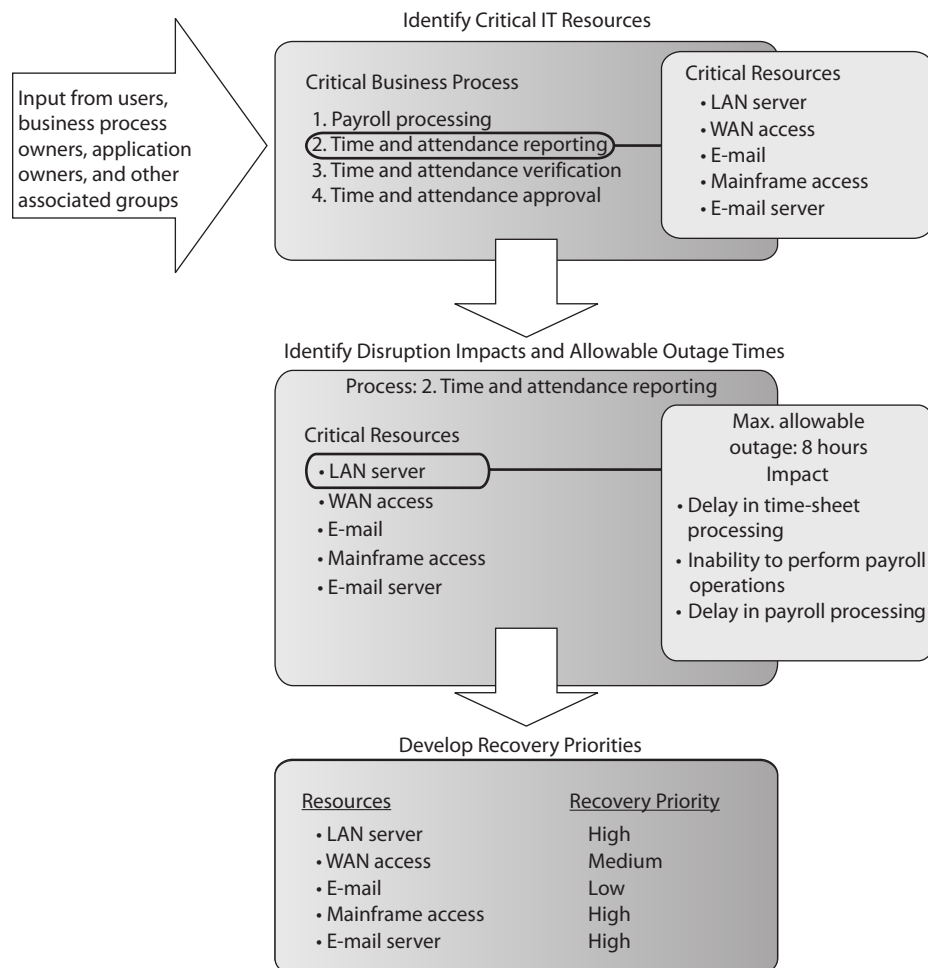 Identify Critical IT Resources
Input from users,
business process
owners, application
owners, and other
associated groups
Critical Business Process
1. Payroll processing
2. Time and attendance reporting
3. Time and attendance verification
4. Time and attendance approval
Critical Resources
• LAN server
• WAN access
• E-mail
• Mainframe access
• E-mail server
Identify Disruption Impacts and Allowable Outage Times
Process: 2. Time and attendance reporting
Critical Resources
• LAN server
• WAN access
• E-mail
• Mainframe access
• E-mail server
Max. allowable
outage: 8 hours
Impact
• Delay in time-sheet
processing
• Inability to perform payroll
operations
• Delay in payroll processing
Develop Recovery Priorities
Resources Recovery Priority
• LAN server High
• WAN access Medium
• E-mail Low
• Mainframe access High
• E-mail server High